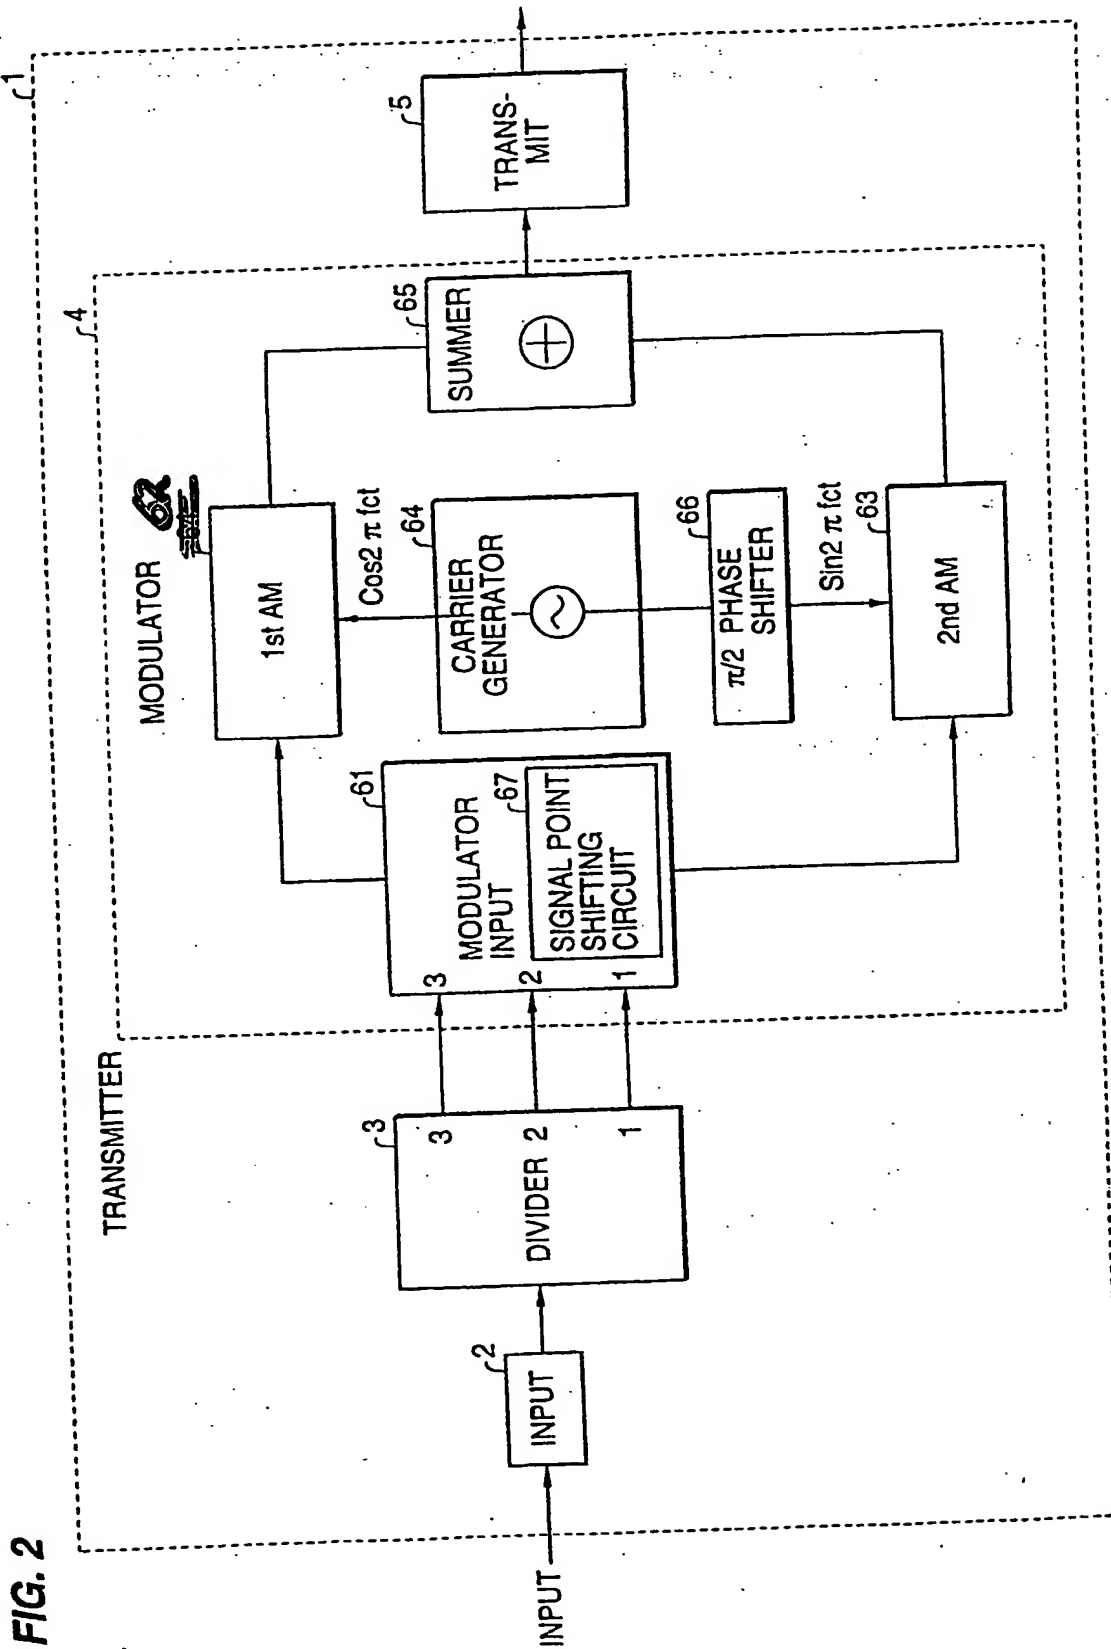 FIG. 2
1
TRANSMITTER
4
MODULATOR
INPUT
2
INPUT
3
DIVIDER
3
2
1
61
MODULATOR
INPUT
3
2
1
67
SIGNAL POINT
SHIFTING
CIRCUIT
62
1st AM
Cos2 π fct
64
CARRIER
GENERATOR
66
π/2 PHASE
SHIFTER
Sin2 π fct
63
2nd AM
65
SUMMER
5
TRANS-
MIT